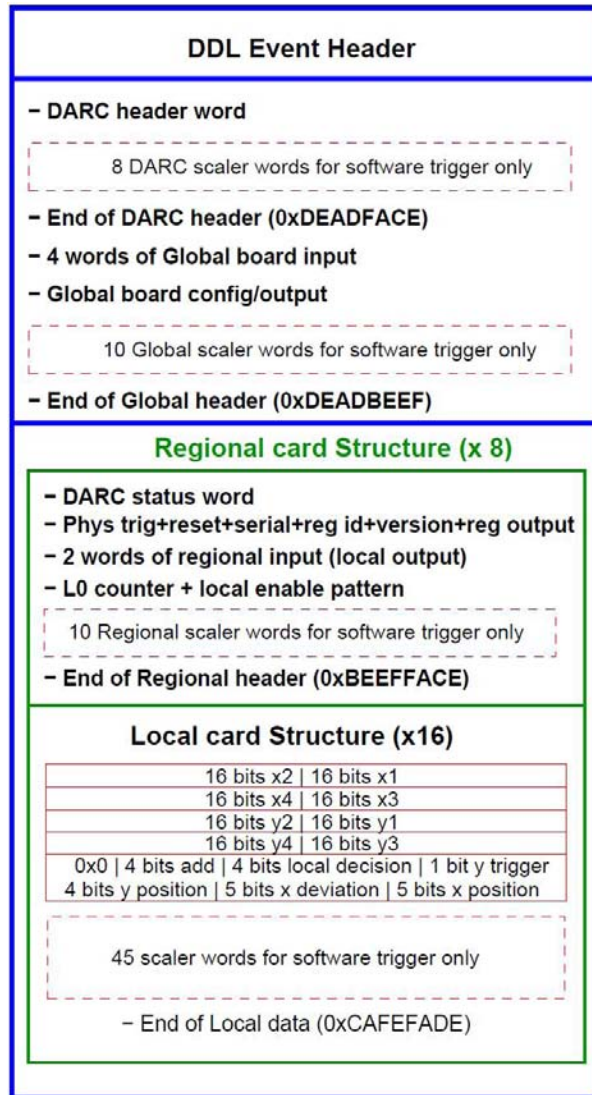 DDL Event Header
− DARC header word
8 DARC scaler words for software trigger only
− End of DARC header (0xDEADFACE)
− 4 words of Global board input
− Global board config/output
10 Global scaler words for software trigger only
− End of Global header (0xDEADBEEF)
Regional card Structure (x 8)
− DARC status word
− Phys trig+reset+serial+reg id+version+reg output
− 2 words of regional input (local output)
− L0 counter + local enable pattern
10 Regional scaler words for software trigger only
− End of Regional header (0xBEEFFACE)
Local card Structure (x16)
16 bits x2 | 16 bits x1
16 bits x4 | 16 bits x3
16 bits y2 | 16 bits y1
16 bits y4 | 16 bits y3
0x0 | 4 bits add | 4 bits local decision | 1 bit y trigger
4 bits y position | 5 bits x deviation | 5 bits x position
45 scaler words for software trigger only
− End of Local data (0xCAFEFADE)